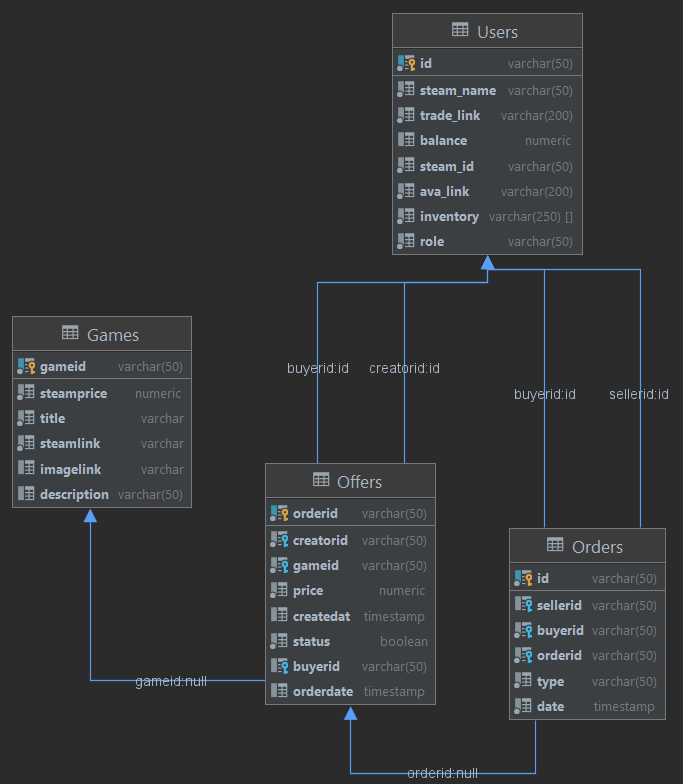 Users
id varchar(50)
steam_name varchar(50)
trade_link varchar(200)
balance numeric
steam_id varchar(50)
ava_link varchar(200)
inventory varchar(250) []
role varchar(50)
Games
gameid varchar(50)
steamprice numeric
title varchar
steamlink varchar
imagelink varchar
description varchar(50)
buyerid:id
creatorid:id
buyerid:id
sellerid:id
Offers
orderid varchar(50)
creatorid varchar(50)
gameid varchar(50)
price numeric
createdat timestamp
status boolean
buyerid varchar(50)
orderdate timestamp
Orders
id varchar(50)
sellerid varchar(50)
buyerid varchar(50)
orderid varchar(50)
type varchar(50)
date timestamp
gameid:null
orderid:null